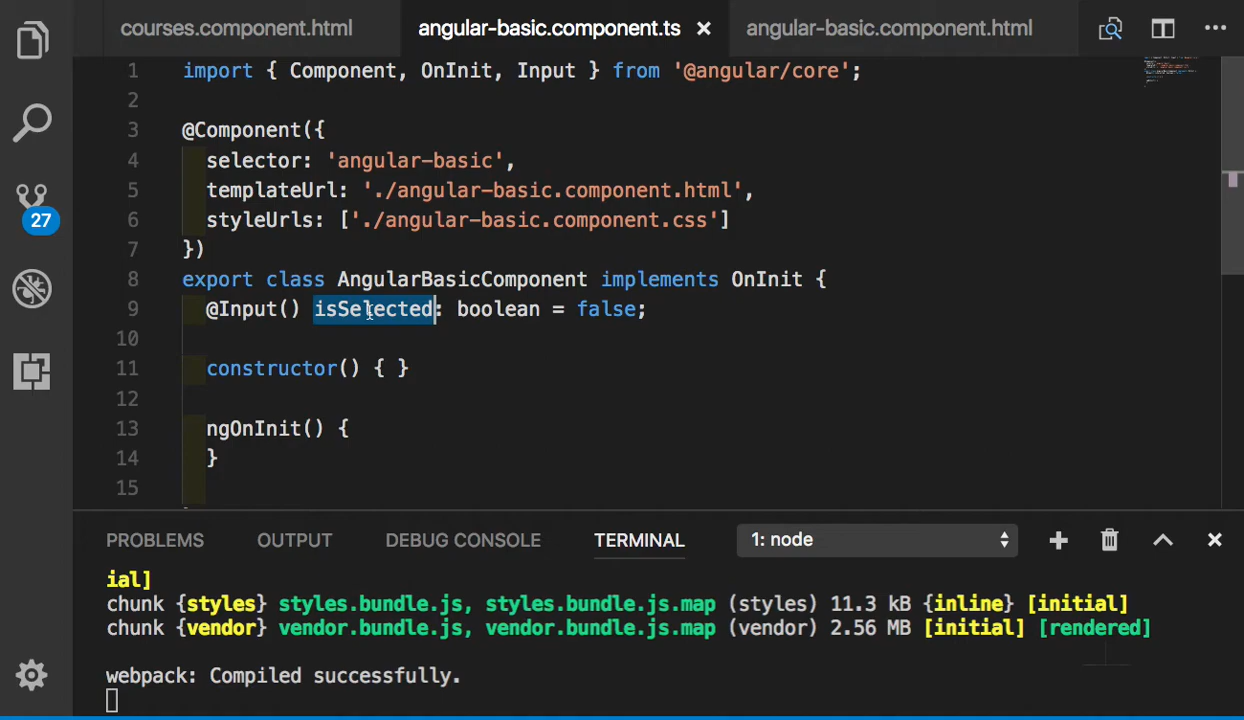 courses.component.html angular-basic.component.ts angular-basic.component.html
1 import { Component, OnInit, Input } from '@angular/core';
2
3 @Component({
4 selector: 'angular-basic',
5 templateUrl: './angular-basic.component.html',
6 styleUrls: ['./angular-basic.component.css']
7 })
8 export class AngularBasicComponent implements OnInit {
9 @Input() isSelected: boolean = false;
10
11 constructor() { }
12
13 ngOnInit() {
14 }
15
27
PROBLEMS OUTPUT DEBUG CONSOLE TERMINAL 1: node
ial]
chunk {styles} styles.bundle.js, styles.bundle.js.map (styles) 11.3 kB {inline} [initial]
chunk {vendor} vendor.bundle.js, vendor.bundle.js.map (vendor) 2.56 MB [initial] [rendered]
webpack: Compiled successfully.